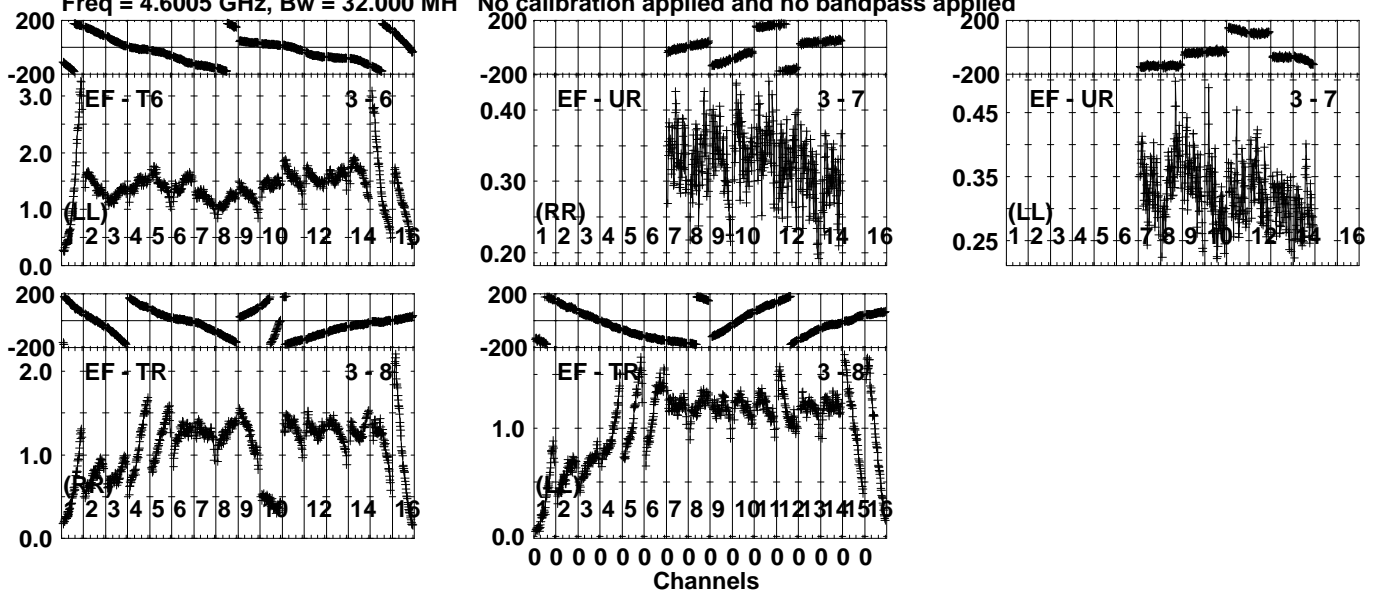 Freq = 4.6005 GHz, Bw = 32.000 MH No calibration applied and no bandpass applied
200
-200
EF - T6
3 - 6
3.0
2.0
1.0
0.0
(LL)
1 2 3 4 5 6 7 8 9 10 12 14 16
200
-200
EF - UR
3 - 7
0.40
0.30
0.20
(RR)
1 2 3 4 5 6 7 8 9 10 12 14 16
200
-200
EF - UR
3 - 7
0.45
0.35
0.25
(LL)
1 2 3 4 5 6 7 8 9 10 12 14 16
200
-200
EF - TR
3 - 8
2.0
1.0
0.0
(RR)
1 2 3 4 5 6 7 8 9 10 12 14 16
200
-200
EF - TR
3 - 8
1.0
0.0
(LL)
1 2 3 4 5 6 7 8 9 10 11 12 13 14 15 16
0 0 0 0 0 0 0 0 0 0 0 0 0 0 0 0
Channels